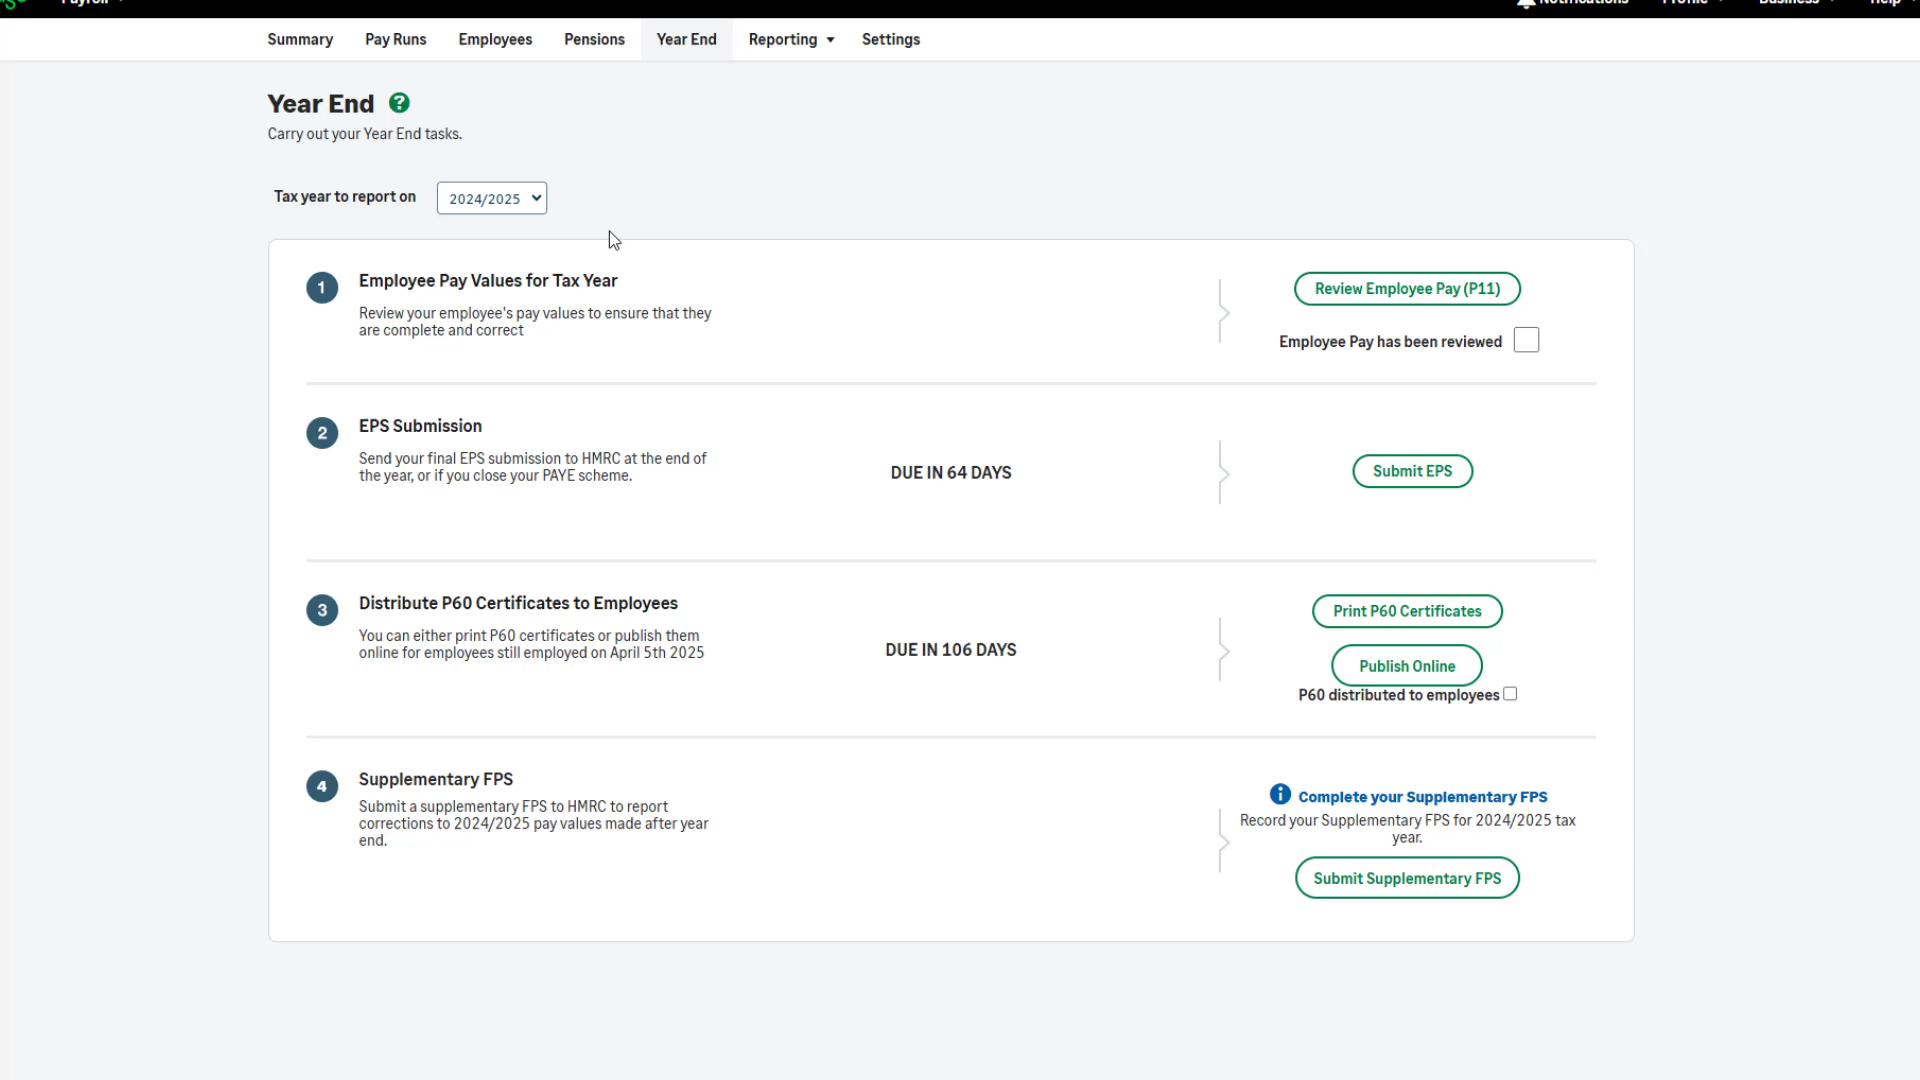 Payroll
Notifications
Profile
Business
Help
Summary
Pay Runs
Employees
Pensions
Year End
Reporting
Settings
Year End ?
Carry out your Year End tasks.
Tax year to report on
2024/2025
1
Employee Pay Values for Tax Year
Review your employee's pay values to ensure that they
are complete and correct
Review Employee Pay (P11)
Employee Pay has been reviewed
2
EPS Submission
Send your final EPS submission to HMRC at the end of
the year, or if you close your PAYE scheme.
DUE IN 64 DAYS
Submit EPS
3
Distribute P60 Certificates to Employees
You can either print P60 certificates or publish them
online for employees still employed on April 5th 2025
DUE IN 106 DAYS
Print P60 Certificates
Publish Online
P60 distributed to employees
4
Supplementary FPS
Submit a supplementary FPS to HMRC to report
corrections to 2024/2025 pay values made after year
end.
Complete your Supplementary FPS
Record your Supplementary FPS for 2024/2025 tax
year.
Submit Supplementary FPS